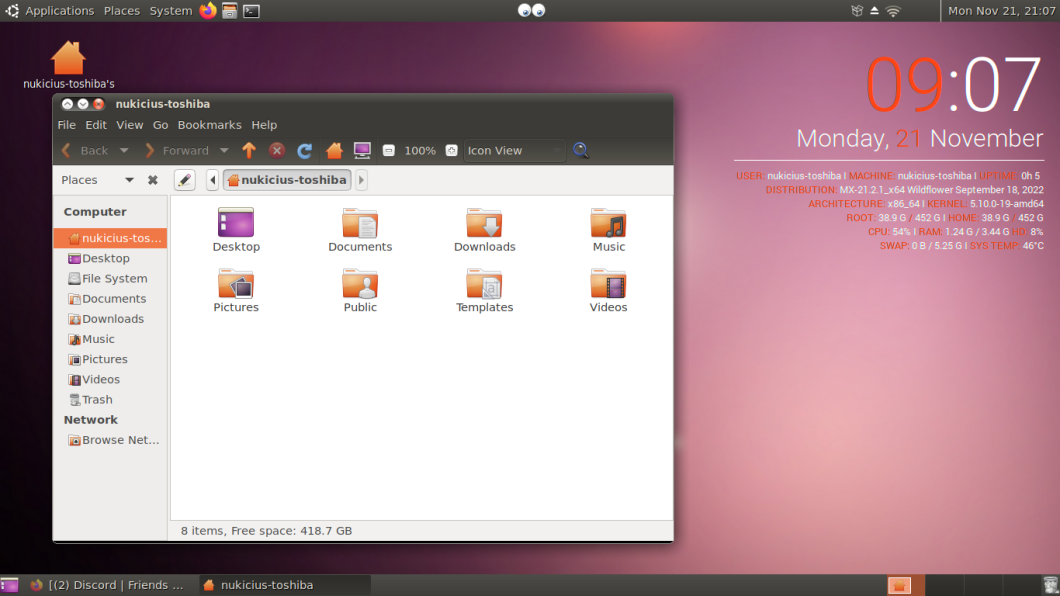 Applications Places System
Mon Nov 21, 21:07
nukicius-toshiba's
09:07
Monday, 21 November
USER: nukicius-toshiba I MACHINE: nukicius-toshiba I UPTIME: 0h 5
DISTRIBUTION: MX-21.2.1_x64 Wildflower September 18, 2022
ARCHITECTURE: x86_64 I KERNEL: 5.10.0-19-amd64
ROOT: 38.9 G / 452 G I HOME: 38.9 G / 452 G
CPU: 54% I RAM: 1.24 G / 3.44 G HD: 8%
SWAP: 0 B / 5.25 G I SYS TEMP: 46°C
nukicius-toshiba
File Edit View Go Bookmarks Help
Back Forward 100% Icon View
Places nukicius-toshiba
Computer
nukicius-tos...
Desktop
File System
Documents
Downloads
Music
Pictures
Videos
Trash
Network
Browse Net...
Desktop Documents Downloads Music
Pictures Public Templates Videos
8 items, Free space: 418.7 GB
[(2) Discord | Friends ... nukicius-toshiba